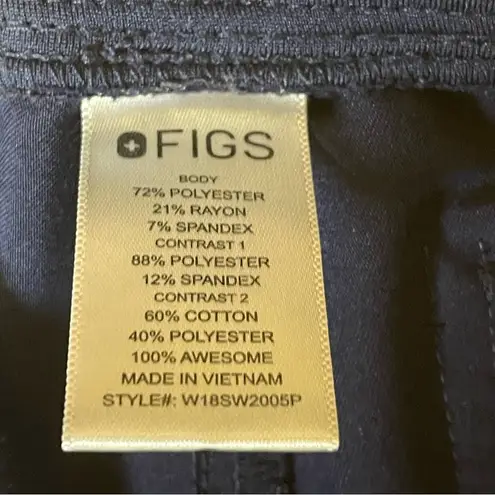 FIGS
BODY
72% POLYESTER
21% RAYON
7% SPANDEX
CONTRAST 1
88% POLYESTER
12% SPANDEX
CONTRAST 2
60% COTTON
40% POLYESTER
100% AWESOME
MADE IN VIETNAM
STYLE#: W18SW2005P